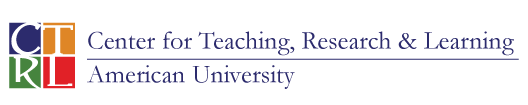 CT
RL
Center for Teaching, Research & Learning
American University